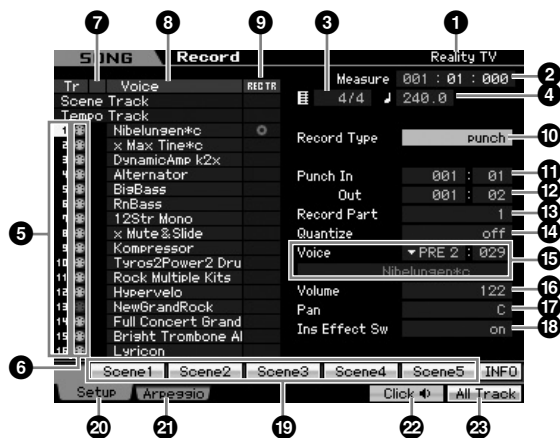 7 8 9 1
SONG Record Reality TV
3
Measure 001 : 01 : 000 2
4/4 240.0 4
Tr Voice REC TR
Scene Track
Tempo Track
1 Nibelungen*c
2 x Max Tine*c
3 DynamicAmp k2x
4 Alternator
5 BigBass
6 RnBass
7 12Str Mono
8 x Mute&Slide
9 Kompressor
10 Tyros2Power2 Dru
11 Rock Multiple Kits
12 Hypervelo
13 NewGrandRock
14 Full Concert Grand
15 Bright Trombone Al
16 Lyricon
5
6
Record Type punch 10
Punch In 001 : 01 11
Out 001 : 02 12
Record Part 1 13
Quantize off 14
Voice ▼PRE 2 : 029 15
Nibelungen*c
Volume 122 16
Pan C 17
Ins Effect Sw on 18
Scene1 Scene2 Scene3 Scene4 Scene5 INFO
Setup Arpeggio Click All Track
20 21 19 22 23